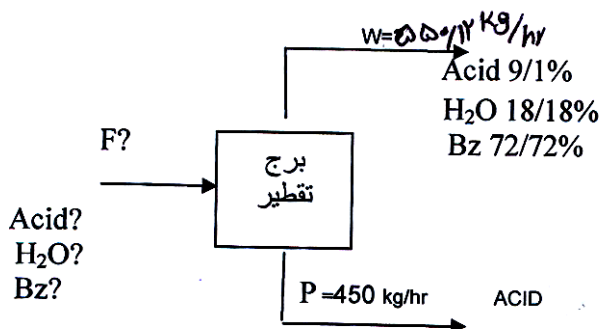 W=۵۵۰/۱۲ kg/hr
Acid 9/1%
H₂O 18/18%
Bz 72/72%
F?
برج
تقطیر
Acid?
H₂O?
Bz?
P =450 kg/hr ACID